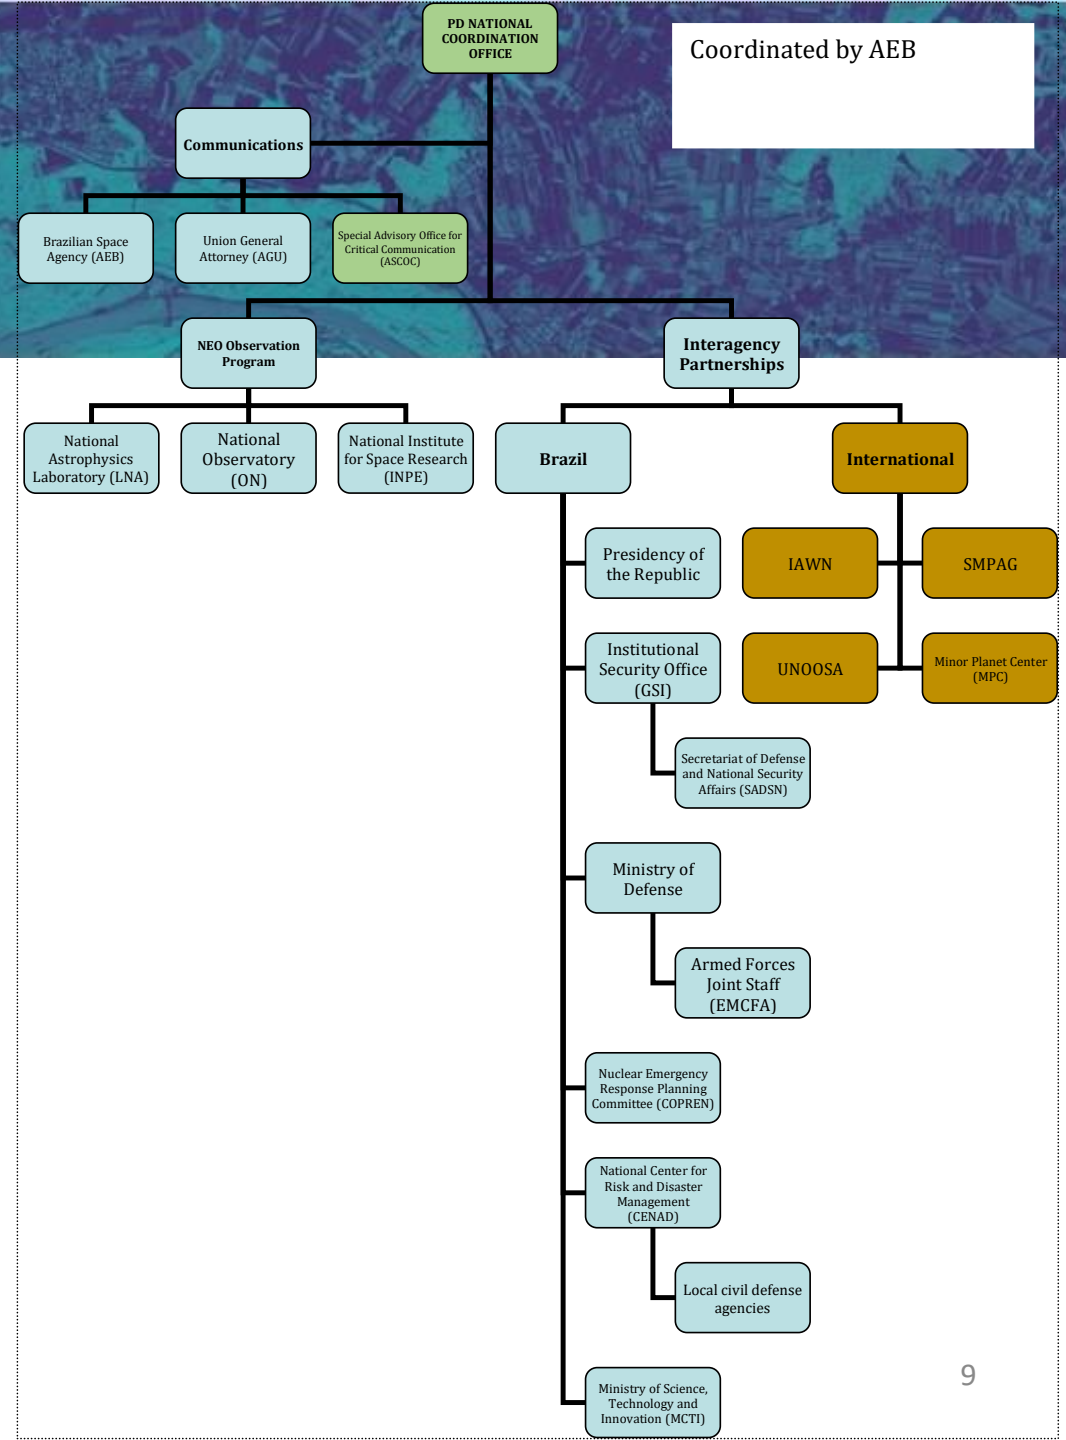 PD NATIONAL
COORDINATION
OFFICE
Coordinated by AEB
Communications
Brazilian Space
Agency (AEB)
Union General
Attorney (AGU)
Special Advisory Office for
Critical Communication
(ASCOC)
NEO Observation
Program
Interagency
Partnerships
National
Astrophysics
Laboratory (LNA)
National
Observatory
(ON)
National Institute
for Space Research
(INPE)
Brazil
International
Presidency of
the Republic
IAWN
SMPAG
Institutional
Security Office
(GSI)
UNOOSA
Minor Planet Center
(MPC)
Secretariat of Defense
and National Security
Affairs (SADSN)
Ministry of
Defense
Armed Forces
Joint Staff
(EMCFA)
Nuclear Emergency
Response Planning
Committee (COPREN)
National Center for
Risk and Disaster
Management
(CENAD)
Local civil defense
agencies
Ministry of Science,
Technology and
Innovation (MCTI)
9